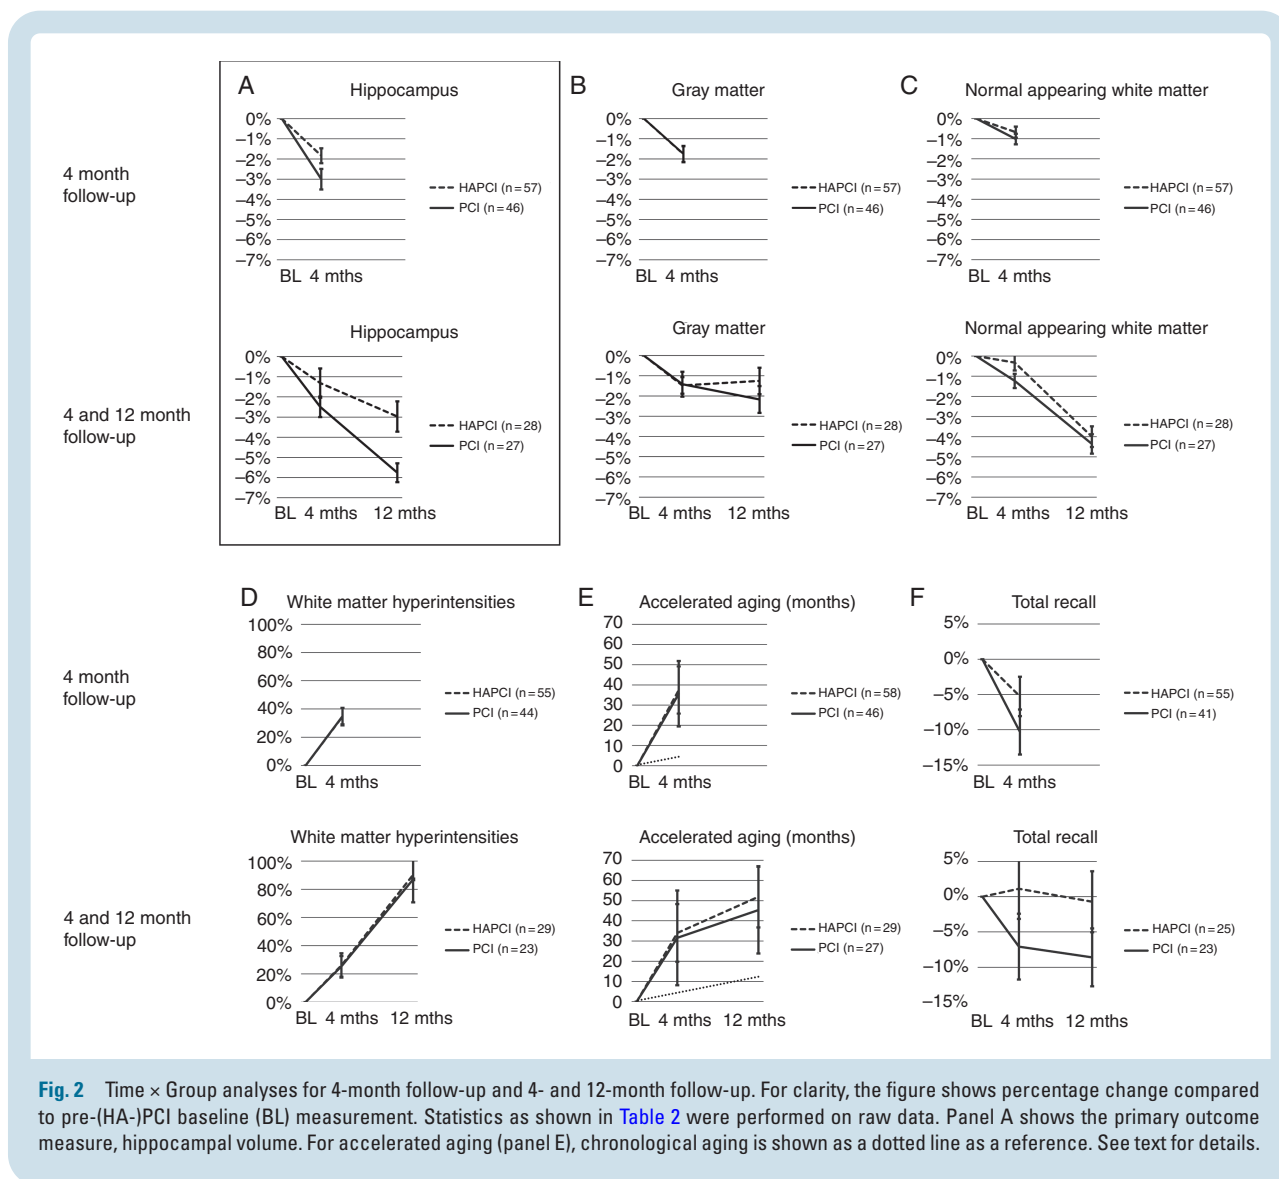 A Hippocampus
B Gray matter
C Normal appearing white matter
4 month
follow-up
0%
–1%
–2%
–3%
–4%
–5%
–6%
–7%
BL 4 mths
HAPCI (n=57)
PCI (n=46)
0%
–1%
–2%
–3%
–4%
–5%
–6%
–7%
BL 4 mths
HAPCI (n=57)
PCI (n=46)
0%
–1%
–2%
–3%
–4%
–5%
–6%
–7%
BL 4 mths
HAPCI (n=57)
PCI (n=46)
4 and 12 month
follow-up
Hippocampus
0%
–1%
–2%
–3%
–4%
–5%
–6%
–7%
BL 4 mths 12 mths
HAPCI (n=28)
PCI (n=27)
Gray matter
0%
–1%
–2%
–3%
–4%
–5%
–6%
–7%
BL 4 mths 12 mths
HAPCI (n=28)
PCI (n=27)
Normal appearing white matter
0%
–1%
–2%
–3%
–4%
–5%
–6%
–7%
BL 4 mths 12 mths
HAPCI (n=28)
PCI (n=27)
4 month
follow-up
D White matter hyperintensities
100%
80%
60%
40%
20%
0%
BL 4 mths
HAPCI (n=55)
PCI (n=44)
E Accelerated aging (months)
70
60
50
40
30
20
10
0
BL 4 mths
HAPCI (n=58)
PCI (n=46)
F Total recall
5%
0%
–5%
–10%
–15%
BL 4 mths
HAPCI (n=55)
PCI (n=41)
4 and 12 month
follow-up
White matter hyperintensities
100%
80%
60%
40%
20%
0%
BL 4 mths 12 mths
HAPCI (n=29)
PCI (n=23)
Accelerated aging (months)
70
60
50
40
30
20
10
0
BL 4 mths 12 mths
HAPCI (n=29)
PCI (n=27)
Total recall
5%
0%
–5%
–10%
–15%
BL 4 mths 12 mths
HAPCI (n=25)
PCI (n=23)
Fig. 2 Time × Group analyses for 4-month follow-up and 4- and 12-month follow-up. For clarity, the figure shows percentage change compared
to pre-(HA-)PCI baseline (BL) measurement. Statistics as shown in Table 2 were performed on raw data. Panel A shows the primary outcome
measure, hippocampal volume. For accelerated aging (panel E), chronological aging is shown as a dotted line as a reference. See text for details.